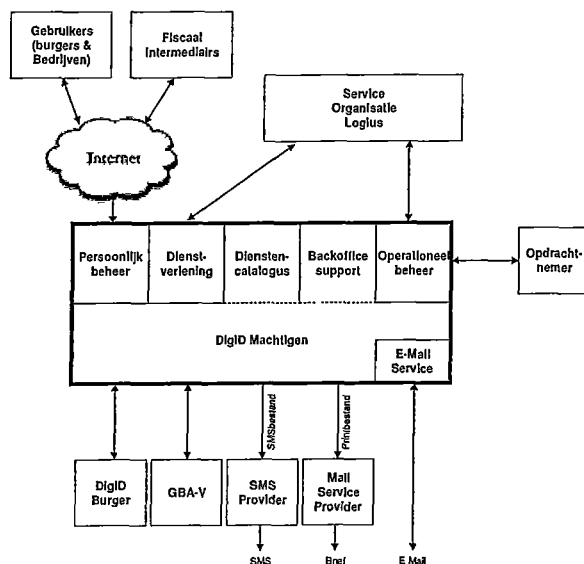 Gebruikers
(burgers &
Bedrijven)
Fiscaal
Intermediairs
Service
Organisatie
Logius
Internet
Persoonlijk
beheer
Dienst-
verlening
Diensten-
catalogus
Backoffice
support
Operationeel
beheer
Opdracht-
nemer
DigID Machtigen
E-Mail
Service
SMSbestand
Printbestand
DigID
Burger
GBA-V
SMS
Provider
Mail
Service
Provider
SMS
Brief
E Mail